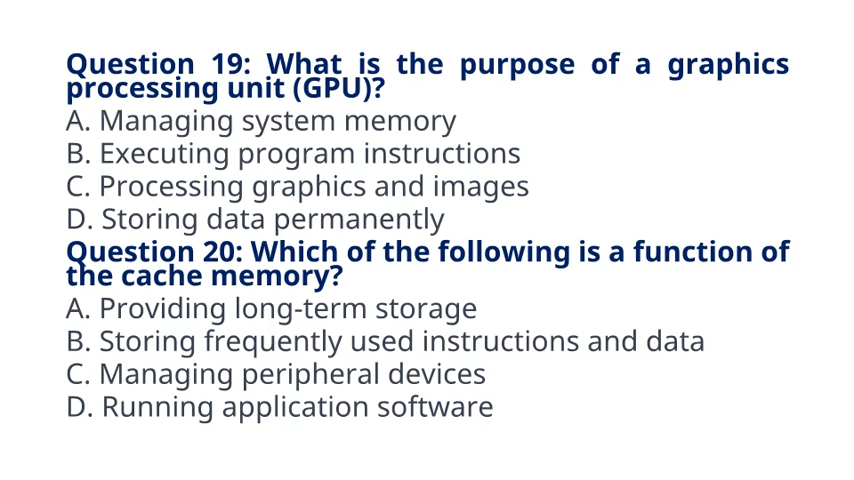 Question 19: What is the purpose of a graphics
processing unit (GPU)?
A. Managing system memory
B. Executing program instructions
C. Processing graphics and images
D. Storing data permanently
Question 20: Which of the following is a function of
the cache memory?
A. Providing long-term storage
B. Storing frequently used instructions and data
C. Managing peripheral devices
D. Running application software